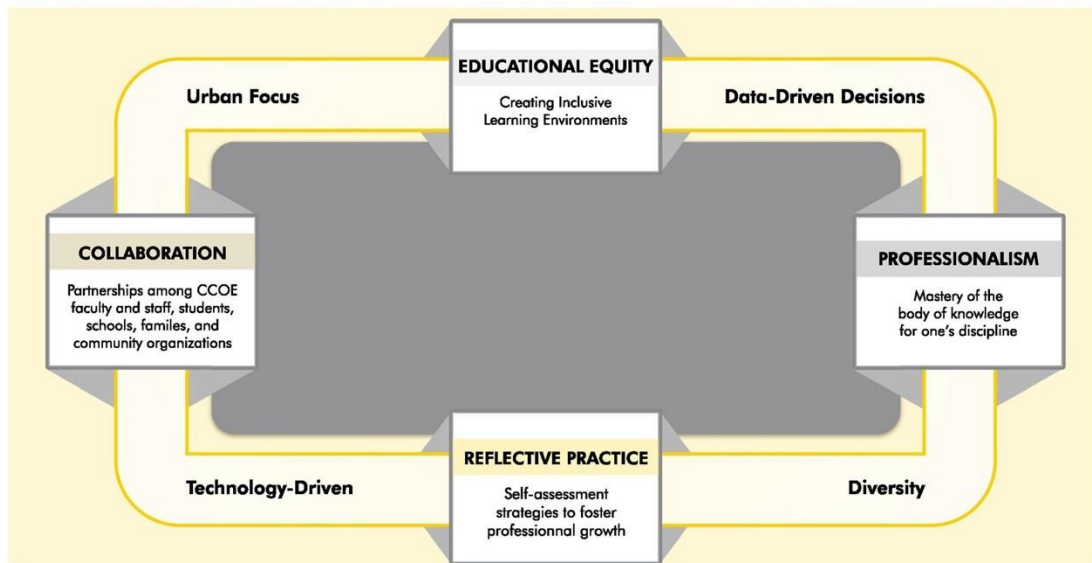 EDUCATIONAL EQUITY
Creating Inclusive
Learning Environments
Urban Focus
Data-Driven Decisions
COLLABORATION
Partnerships among CCOE
faculty and staff, students,
schools, familes, and
community organizations
PROFESSIONALISM
Mastery of the
body of knowledge
for one's discipline
REFLECTIVE PRACTICE
Self-assessment
strategies to foster
professionnal growth
Technology-Driven
Diversity